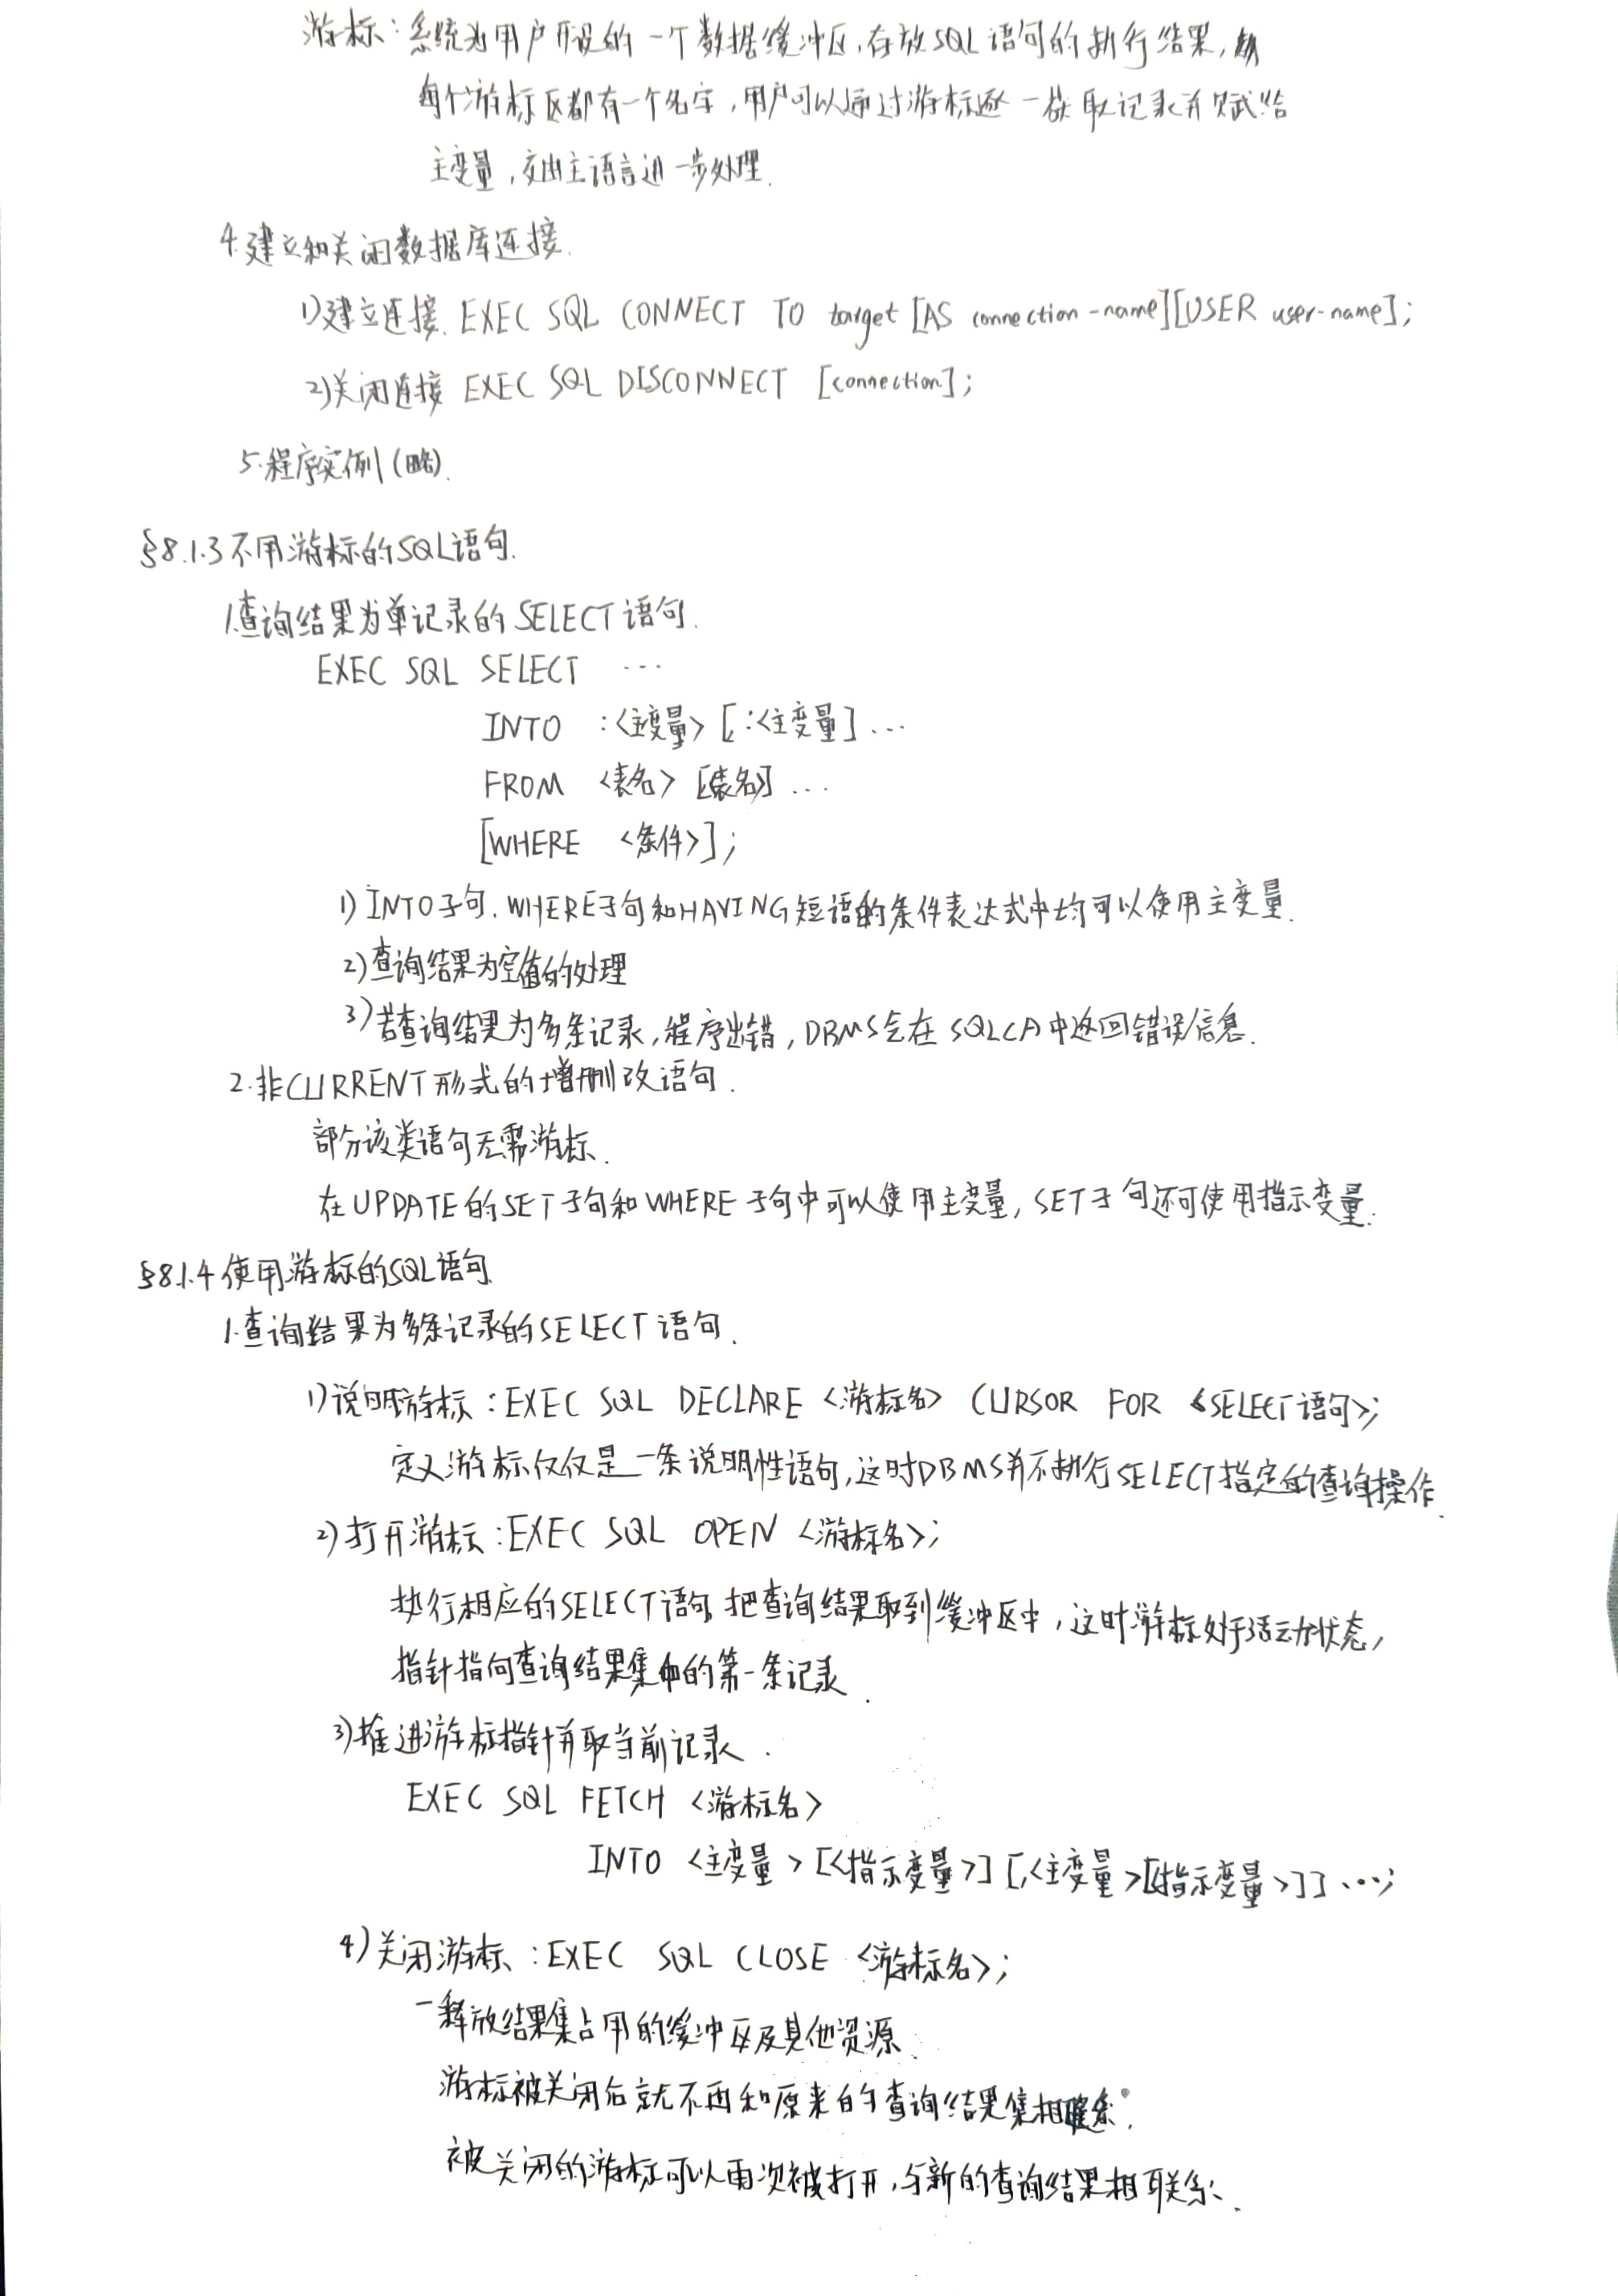 游标：系统为用户开设的一个数据缓冲区,存放SQL语句的执行结果,
每个游标区都有一个名字,用户可以通过游标逐一获取记录并赋给
主变量,交由主语言进一步处理.
4.建立和关闭数据库连接.
1)建立连接. EXEC SQL CONNECT TO target [AS connection-name][USER user-name];
2)关闭连接 EXEC SQL DISCONNECT [connection];
5.程序实例(略).
§8.1.3 不用游标的SQL语句.
1.查询结果为单记录的SELECT语句.
EXEC SQL SELECT ...
INTO :<主变量> [,:<主变量] ...
FROM <表名> [,表名>] ...
[WHERE <条件>];
1) INTO子句.WHERE子句和HAVING短语的条件表达式中均可以使用主变量.
2)查询结果为空值的处理
3)若查询结果为多条记录,程序出错,DBMS会在SQLCA中返回错误信息.
2.非CURRENT形式的增删改语句.
部分该类语句无需游标.
在UPDATE的SET子句和WHERE子句中可以使用主变量,SET子句还可使用指示变量.
§8.1.4 使用游标的SQL语句.
1.查询结果为多条记录的SELECT语句.
1)说明游标：EXEC SQL DECLARE <游标名> CURSOR FOR <SELECT语句>;
定义游标仅仅是一条说明性语句,这时DBMS并不执行SELECT指定的查询操作.
2)打开游标:EXEC SQL OPEN <游标名>;
执行相应的SELECT语句,把查询结果取到缓冲区中,这时游标处于活动状态,
指针指向查询结果集中的第一条记录.
3)推进游标指针并取当前记录.
EXEC SQL FETCH <游标名>
INTO <主变量>[<指示变量>] [,<主变量>[<指示变量>]] ...;
4)关闭游标：EXEC SQL CLOSE <游标名>;
-释放结果集占用的缓冲区及其他资源.
游标被关闭后就不再和原来的查询结果集相联系.
被关闭的游标可以再次被打开,与新的查询结果相联系.